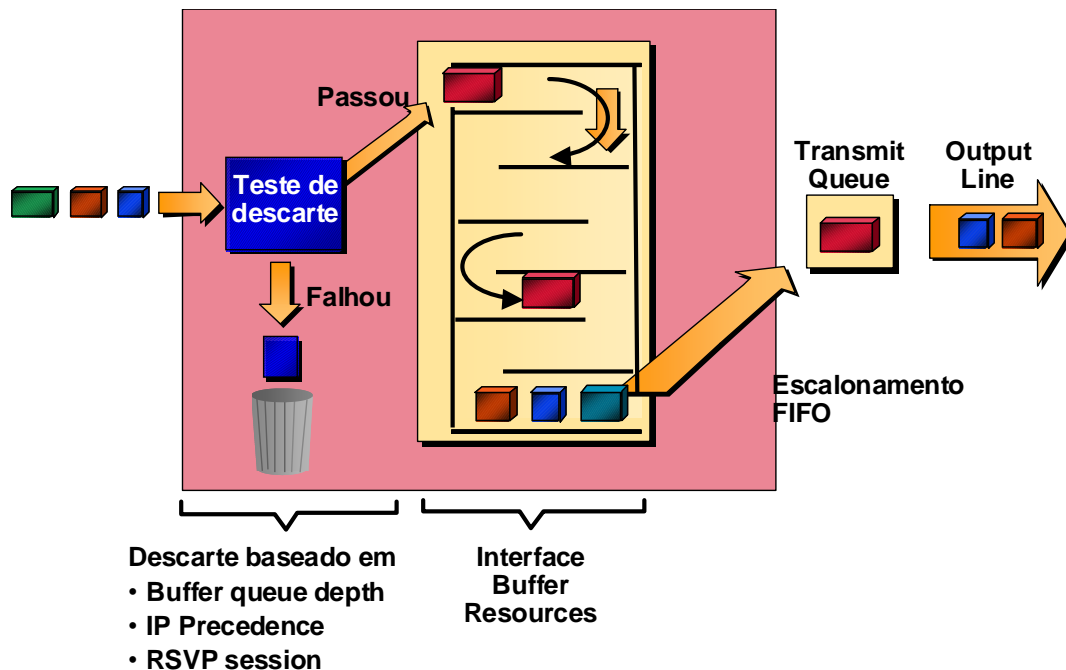 Passou
Teste de
descarte
Falhou
Transmit
Queue
Output
Line
Escalonamento
FIFO
Descarte baseado em
• Buffer queue depth
• IP Precedence
• RSVP session
Interface
Buffer
Resources